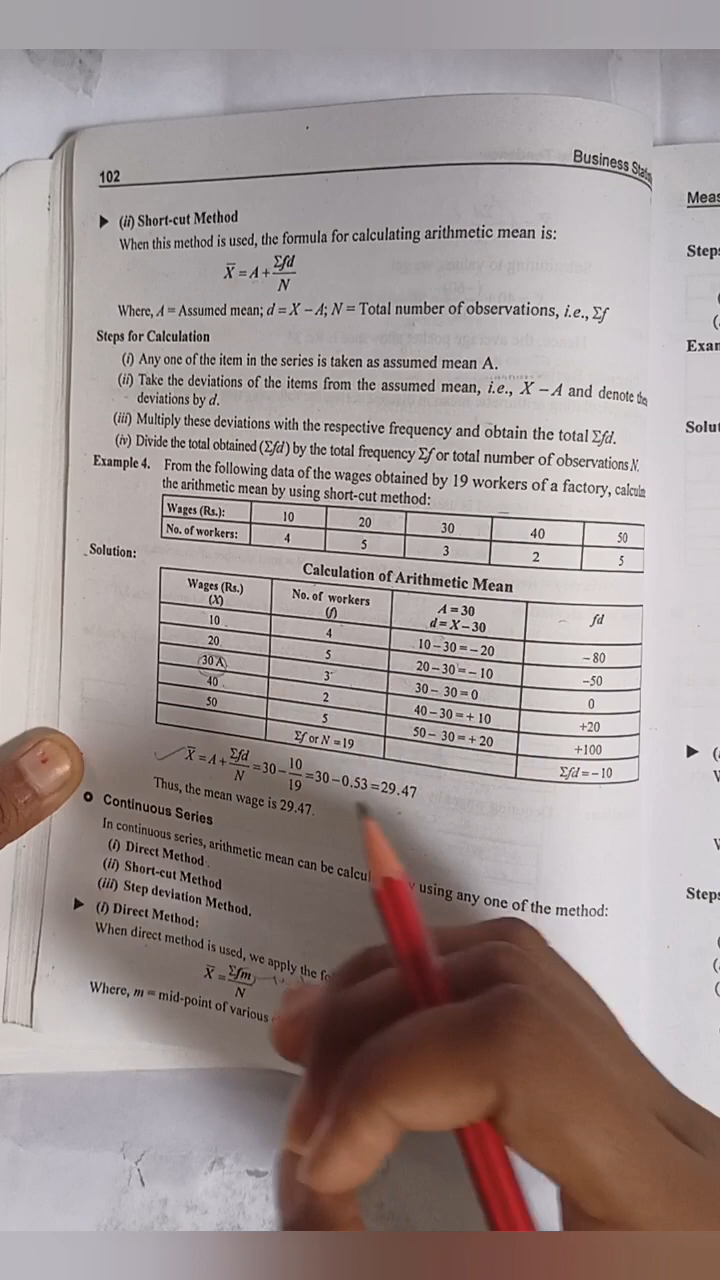 102
Business Stat
▶ (ii) Short-cut Method
When this method is used, the formula for calculating arithmetic mean is:
X̄ = A + Σfd/N
Where, A = Assumed mean; d = X – A; N = Total number of observations, i.e., Σf
Steps for Calculation
(i) Any one of the item in the series is taken as assumed mean A.
(ii) Take the deviations of the items from the assumed mean, i.e., X – A and denote the
deviations by d.
(iii) Multiply these deviations with the respective frequency and obtain the total Σfd.
(iv) Divide the total obtained (Σfd) by the total frequency Σf or total number of observations N.
Example 4. From the following data of the wages obtained by 19 workers of a factory, calcula
the arithmetic mean by using short-cut method:
Wages (Rs.): 10 20 30 40 50
No. of workers: 4 5 3 2 5
Solution:
Calculation of Arithmetic Mean
Wages (Rs.) (X) No. of workers (f) A = 30 d = X – 30 fd
10 4 10 – 30 = – 20 – 80
20 5 20 – 30 = – 10 –50
30 A 3 30 – 30 = 0 0
40 2 40 – 30 = + 10 +20
50 5 50 – 30 = + 20 +100
Σf or N = 19 Σfd = – 10
X̄ = A + Σfd/N = 30 – 10/19 = 30 – 0.53 = 29.47
Thus, the mean wage is 29.47.
Continuous Series
In continuous series, arithmetic mean can be calcu using any one of the method:
(i) Direct Method
(ii) Short-cut Method
(iii) Step deviation Method.
▶ (i) Direct Method:
When direct method is used, we apply the fo
X̄ = Σfm/N
Where, m = mid-point of various
Meas
Steps
(
Exar
Solut
▶ (
Steps
(
(
(